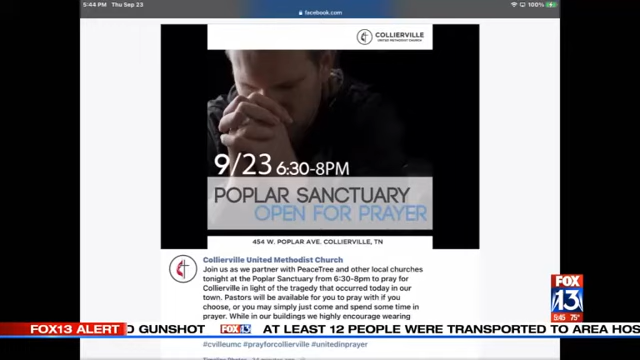 5:44 PM Thu Sep 23
facebook.com
100%
COLLIERVILLE
UNITED METHODIST CHURCH
9/23 6:30-8PM
POPLAR SANCTUARY
OPEN FOR PRAYER
454 W. POPLAR AVE. COLLIERVILLE, TN
Collierville United Methodist Church
Join us as we partner with PeaceTree and other local churches
tonight at the Poplar Sanctuary from 6:30-8pm to pray for
Collierville in light of the tragedy that occurred today in our
town. Pastors will be available for you to pray with if you
choose, or you may simply just come and spend some time in
prayer. While in our buildings we highly encourage wearing
FOX
13
5:45 75°
FOX13 ALERT D GUNSHOT FOX 13 AT LEAST 12 PEOPLE WERE TRANSPORTED TO AREA HOS
#cvilleumc #prayforcollierville #unitedinprayer